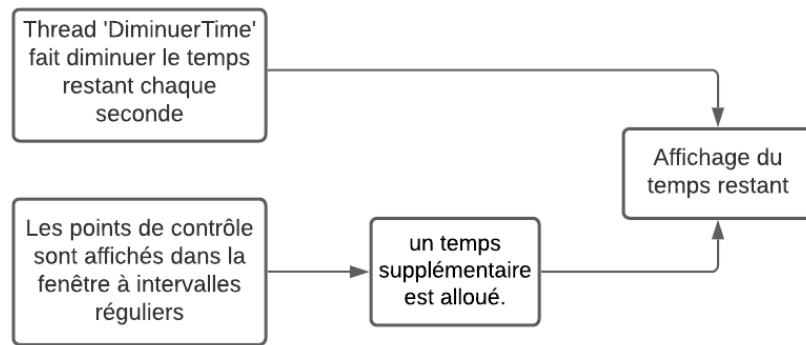 Thread 'DiminuerTime'
fait diminuer le temps
restant chaque
seconde
Affichage du
temps restant
Les points de contrôle
sont affichés dans la
fenêtre à intervalles
réguliers
un temps
supplémentaire
est alloué.